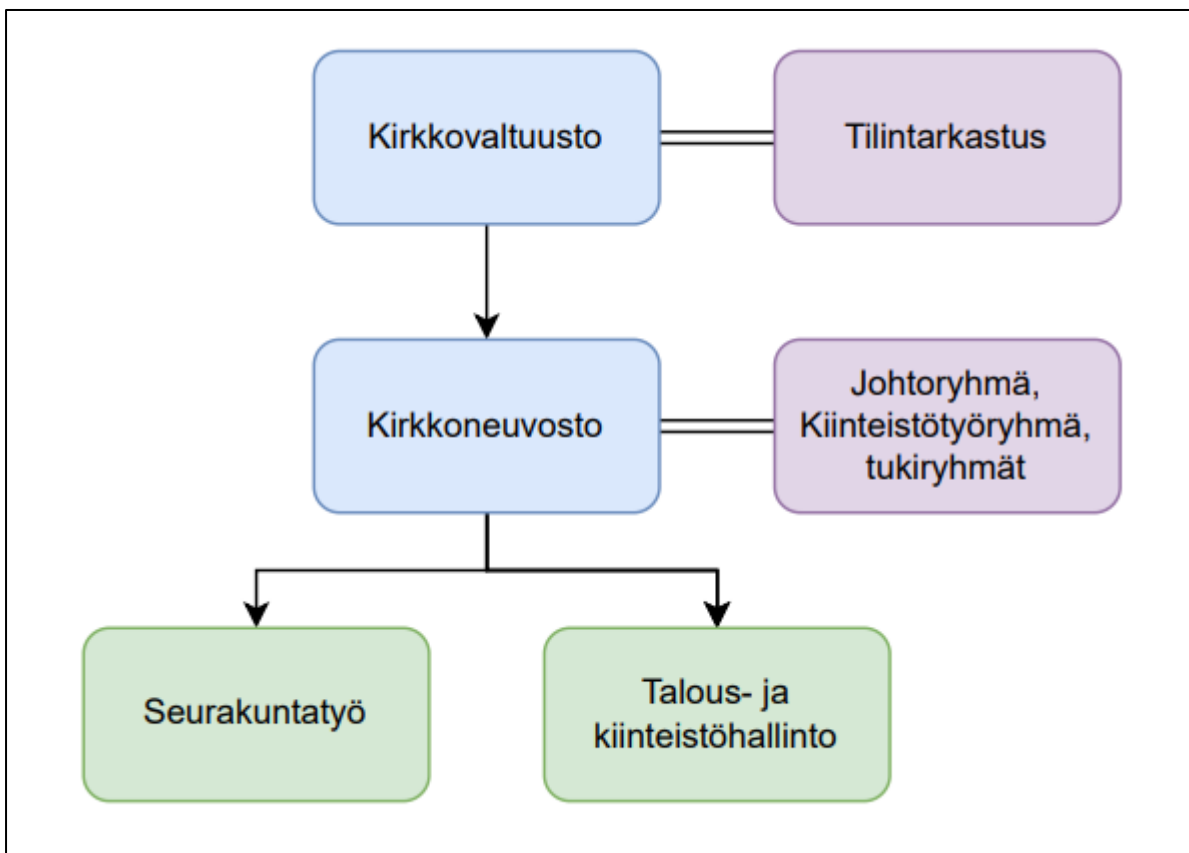 Kirkkovaltuusto
Tilintarkastus
Kirkkoneuvosto
Johtoryhmä,
Kiinteistötyöryhmä,
tukiryhmät
Seurakuntatyö
Talous- ja
kiinteistöhallinto